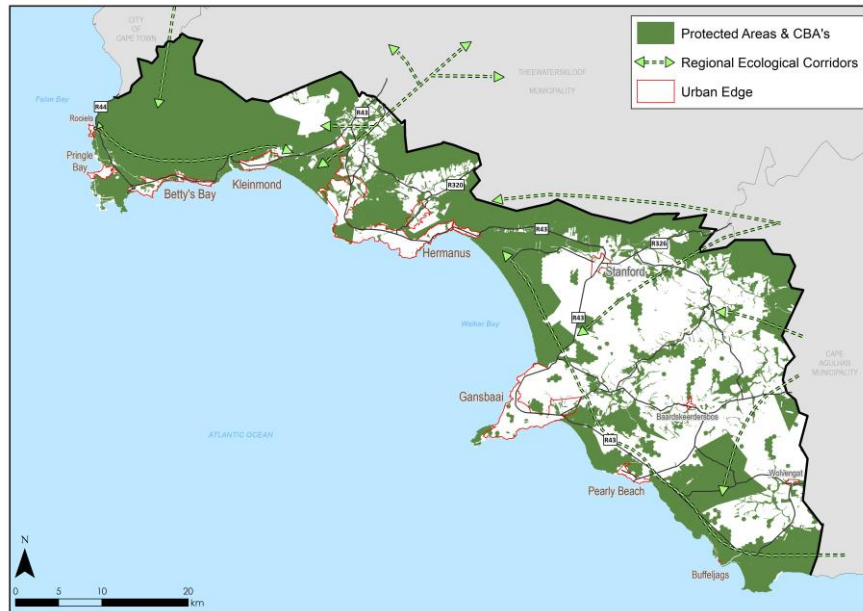 CITY
OF
CAPE TOWN
Protected Areas & CBA's
Regional Ecological Corridors
Urban Edge
THEEWATERSKLOOF
MUNICIPALITY
False Bay
R44
Rooiels
R43
Pringle
Bay
Betty's Bay
Kleinmond
R320
Hermanus
R43
R326
Stanford
Walker Bay
R43
CAPE
AGULHAS
MUNICIPALITY
Gansbaai
Baardskeerdersbos
ATLANTIC OCEAN
R43
Pearly Beach
Wolvengat
Buffeljags
N
0 5 10 20
km